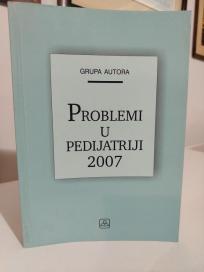 GRUPA AUTORA
PROBLEMI
U
PEDIJATRIJI
2007